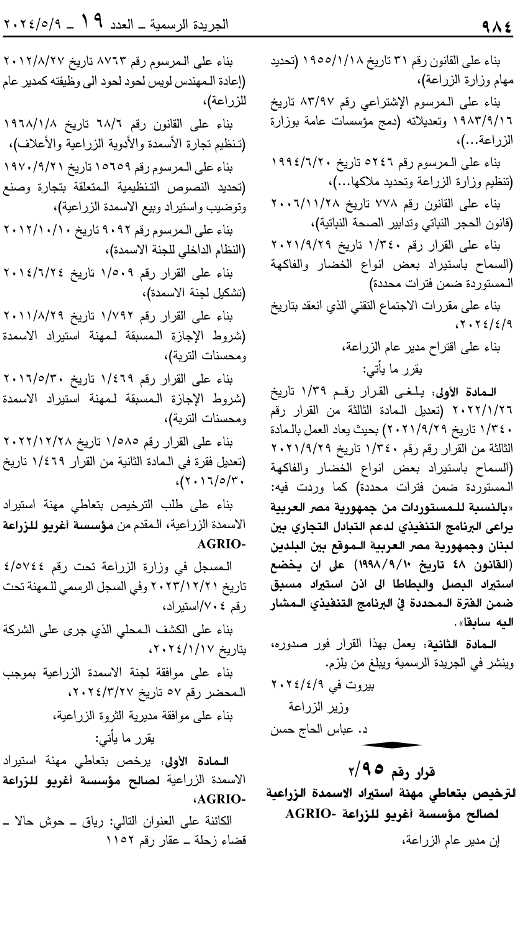 ٩٨٤
الجريدة الرسمية – العدد ١٩ – ٢٠٢٤/٥/٩
بناء على القانون رقم ٣١ تاريخ ١٩٥٥/١/١٨ (تحديد
مهام وزارة الزراعة)،
بناء على المرسوم الإشتراعي رقم ٨٣/٩٧ تاريخ
١٩٨٣/٩/١٦ وتعديلاته (دمج مؤسسات عامة بوزارة
الزراعة...)،
بناء على المرسوم رقم ٥٢٤٦ تاريخ ١٩٩٤/٦/٢٠
(تنظيم وزارة الزراعة وتحديد ملاكها...)،
بناء على القانون رقم ٧٧٨ تاريخ ٢٠٠٦/١١/٢٨
(قانون الحجر النباتي وتدابير الصحة النباتية)،
بناء على القرار رقم ١/٣٤٠ تاريخ ٢٠٢١/٩/٢٩
(السماح باستيراد بعض انواع الخضار والفاكهة
المستوردة ضمن فترات محددة)
بناء على مقررات الاجتماع التقني الذي انعقد بتاريخ
٢٠٢٤/٤/٩،
بناء على اقتراح مدير عام الزراعة،
يقرر ما يأتي:
المادة الأولى: يلغى القرار رقم ١/٣٩ تاريخ
٢٠٢٢/١/٢٦ (تعديل المادة الثالثة من القرار رقم
١/٣٤٠ تاريخ ٢٠٢١/٩/٢٩) بحيث يعاد العمل بالمادة
الثالثة من القرار رقم رقم ١/٣٤٠ تاريخ ٢٠٢١/٩/٢٩
(السماح باستيراد بعض انواع الخضار والفاكهة
المستوردة ضمن فترات محددة) كما وردت فيه:
«بالنسبة للمستوردات من جمهورية مصر العربية
يراعى البرنامج التنفيذي لدعم التبادل التجاري بين
لبنان وجمهورية مصر العربية الموقع بين البلدين
(القانون ٤٨ تاريخ ١٩٩٨/٩/١٠) على ان يخضع
استيراد البصل والبطاطا الى اذن استيراد مسبق
ضمن الفترة المحددة في البرنامج التنفيذي المشار
اليه سابقا».
المادة الثانية: يعمل بهذا القرار فور صدوره،
وينشر في الجريدة الرسمية ويبلغ من يلزم.
بيروت في ٢٠٢٤/٤/٩
وزير الزراعة
د. عباس الحاج حسن
قرار رقم ٢/٩٥
الترخيص بتعاطي مهنة استيراد الاسمدة الزراعية
لصالح مؤسسة أغريو للزراعة -AGRIO
إن مدير عام الزراعة،
بناء على المرسوم رقم ٨٧٦٣ تاريخ ٢٠١٢/٨/٢٧
(إعادة المهندس لويس لحود لحود الى وظيفته كمدير عام
للزراعة)،
بناء على القانون رقم ٦٨/٦ تاريخ ١٩٦٨/١/٨
(تنظيم تجارة الأسمدة والأدوية الزراعية والأعلاف)،
بناء على المرسوم رقم ١٥٦٥٩ تاريخ ١٩٧٠/٩/٢١
(تحديد النصوص التنظيمية المتعلقة بتجارة وصنع
وتوضيب واستيراد وبيع الاسمدة الزراعية)،
بناء على المرسوم رقم ٩٠٩٢ تاريخ ٢٠١٢/١٠/١٠
(النظام الداخلي للجنة الاسمدة)،
بناء على القرار رقم ١/٥٠٩ تاريخ ٢٠١٤/٦/٢٤
(تشكيل لجنة الاسمدة)،
بناء على القرار رقم ١/٧٩٢ تاريخ ٢٠١١/٨/٢٩
(شروط الإجازة المسبقة لمهنة استيراد الاسمدة
ومحسنات التربة)،
بناء على القرار رقم ١/٤٦٩ تاريخ ٢٠١٦/٥/٣٠
(شروط الإجازة المسبقة لمهنة استيراد الاسمدة
ومحسنات التربة)،
بناء على القرار رقم ١/٥٨٥ تاريخ ٢٠٢٢/١٢/٢٨
(تعديل فقرة في المادة الثانية من القرار ١/٤٦٩ تاريخ
٢٠١٦/٥/٣٠)،
بناء على طلب الترخيص بتعاطي مهنة استيراد
الاسمدة الزراعية، المقدم من مؤسسة أغريو للزراعة
-AGRIO
المسجل في وزارة الزراعة تحت رقم ٤/٥٧٤٤
تاريخ ٢٠٢٣/١٢/٢١ وفي السجل الرسمي للمهنة تحت
رقم ٧٠٤/استيراد،
بناء على الكشف المحلي الذي جرى على الشركة
بتاريخ ٢٠٢٤/١/١٧،
بناء على موافقة لجنة الاسمدة الزراعية بموجب
المحضر رقم ٥٧ تاريخ ٢٠٢٤/٣/٢٧،
بناء على موافقة مديرية الثروة الزراعية،
يقرر ما يأتي:
المادة الأولى: يرخص بتعاطي مهنة استيراد
الاسمدة الزراعية لصالح مؤسسة أغريو للزراعة
-AGRIO،
الكائنة على العنوان التالي: رياق – حوش حالا –
قضاء زحلة – عقار رقم ١١٥٢